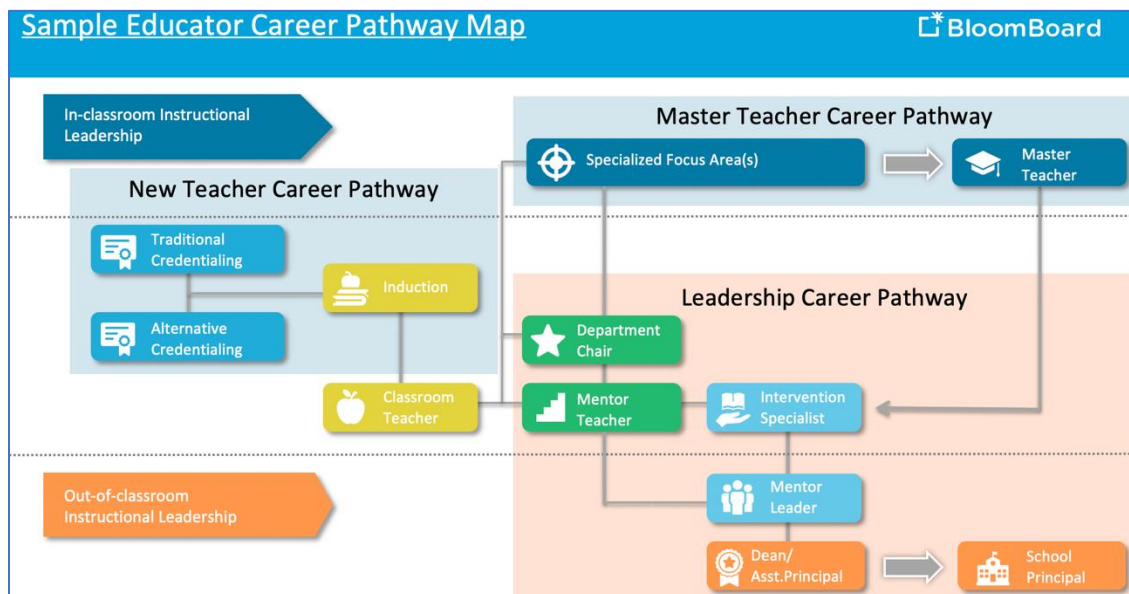 Sample Educator Career Pathway Map
BloomBoard
In-classroom Instructional
Leadership
Master Teacher Career Pathway
Specialized Focus Area(s)
Master
Teacher
New Teacher Career Pathway
Traditional
Credentialing
Induction
Alternative
Credentialing
Classroom
Teacher
Leadership Career Pathway
Department
Chair
Mentor
Teacher
Intervention
Specialist
Out-of-classroom
Instructional Leadership
Mentor
Leader
Dean/
Asst.Principal
School
Principal